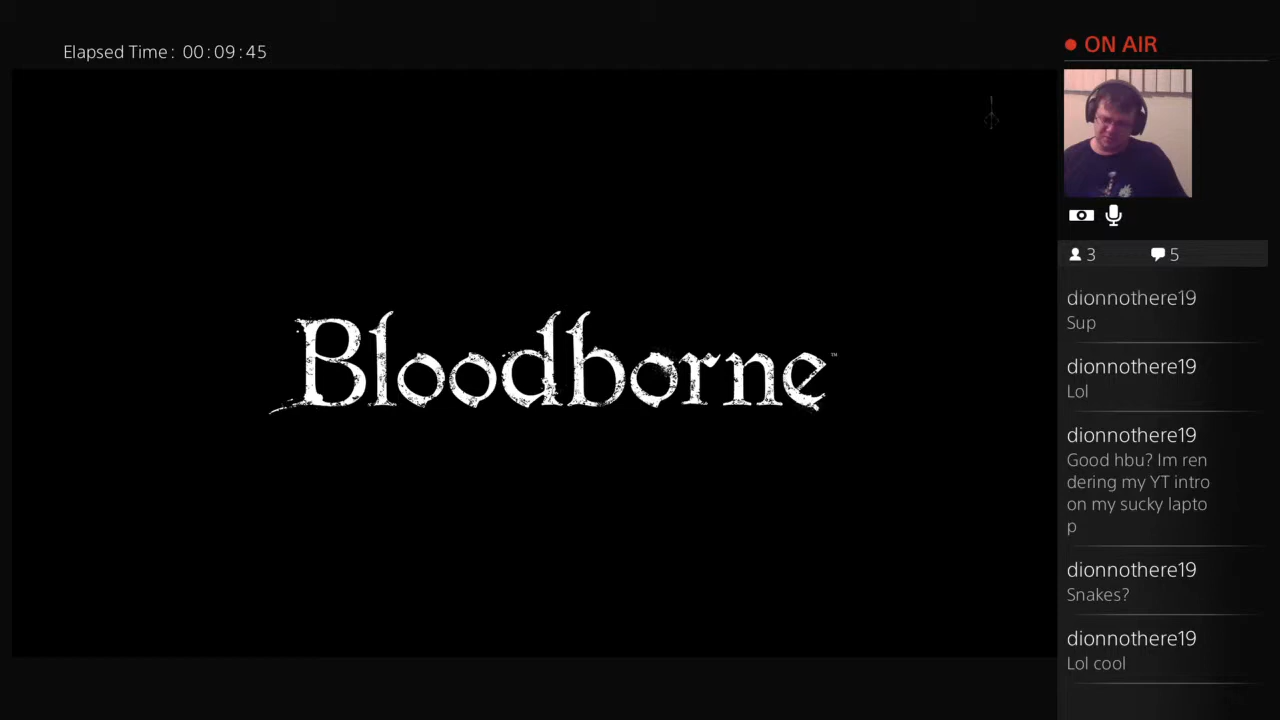 Elapsed Time: 00:09:45
ON AIR
Bloodborne™
3 5
dionnothere19
Sup
dionnothere19
Lol
dionnothere19
Good hbu? Im ren
dering my YT intro
on my sucky lapto
p
dionnothere19
Snakes?
dionnothere19
Lol cool